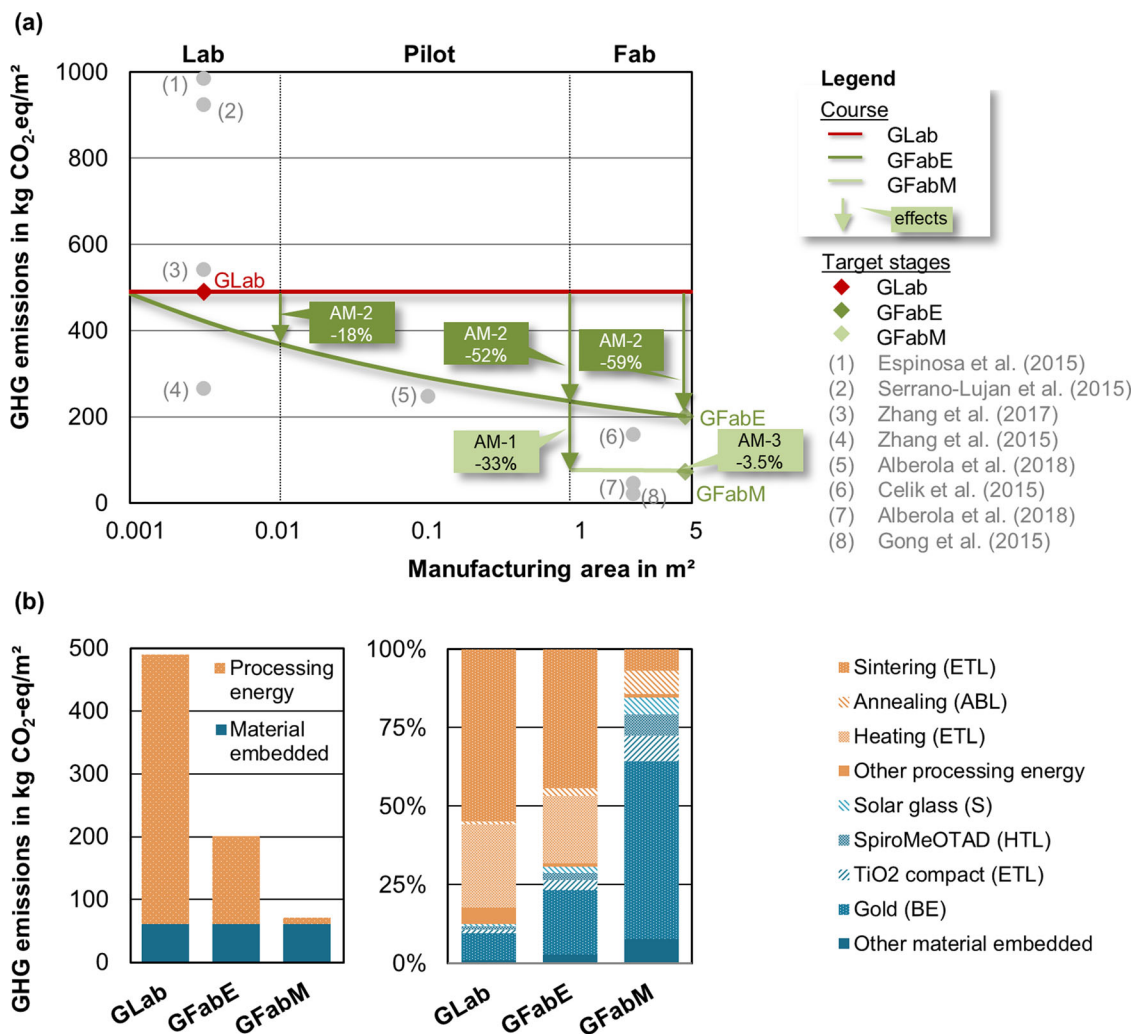 (a)
Lab Pilot Fab
GHG emissions in kg CO₂-eq/m²
1000
800
600
400
200
0
(1)
(2)
(3)
GLab
AM-2
-18%
AM-2
-52%
AM-2
-59%
(4)
(5)
GFabE
(6)
AM-1
-33%
AM-3
-3.5%
(7)
(8)
GFabM
0.001 0.01 0.1 1 5
Manufacturing area in m²
Legend
Course
GLab
GFabE
GFabM
effects
Target stages
GLab
GFabE
GFabM
(1) Espinosa et al. (2015)
(2) Serrano-Lujan et al. (2015)
(3) Zhang et al. (2017)
(4) Zhang et al. (2015)
(5) Alberola et al. (2018)
(6) Celik et al. (2015)
(7) Alberola et al. (2018)
(8) Gong et al. (2015)
(b)
GHG emissions in kg CO₂-eq/m²
500
400
300
200
100
0
Processing
energy
Material
embedded
GLab GFabE GFabM
100%
75%
50%
25%
0%
GLab GFabE GFabM
Sintering (ETL)
Annealing (ABL)
Heating (ETL)
Other processing energy
Solar glass (S)
SpiroMeOTAD (HTL)
TiO2 compact (ETL)
Gold (BE)
Other material embedded